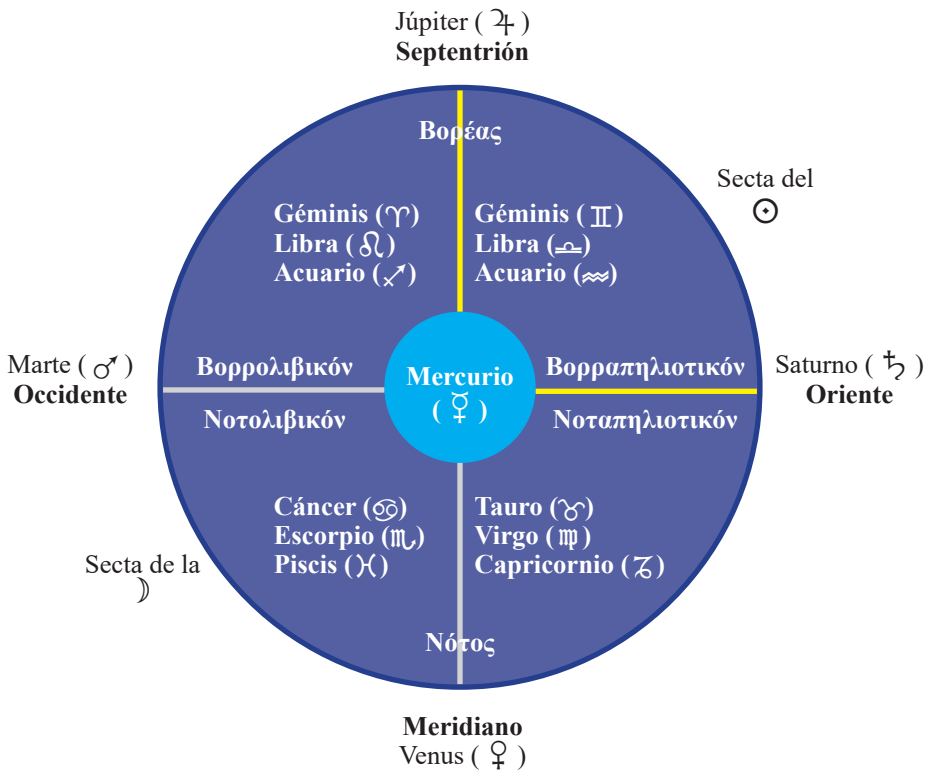 Júpiter (♃)
Septentrión
Βορέας
Secta del
☉
Géminis (♈)
Libra (♌)
Acuario (♐)
Géminis (♊)
Libra (♎)
Acuario (♒)
Marte (♂)
Occidente
Βορρολιβικόν
Νοτολιβικόν
Mercurio
(☿)
Βορραπηλιοτικόν
Νοταπηλιοτικόν
Saturno (♄)
Oriente
Cáncer (♋)
Escorpio (♏)
Piscis (♓)
Tauro (♉)
Virgo (♍)
Capricornio (♑)
Secta de la
☽
Νότος
Meridiano
Venus (♀)